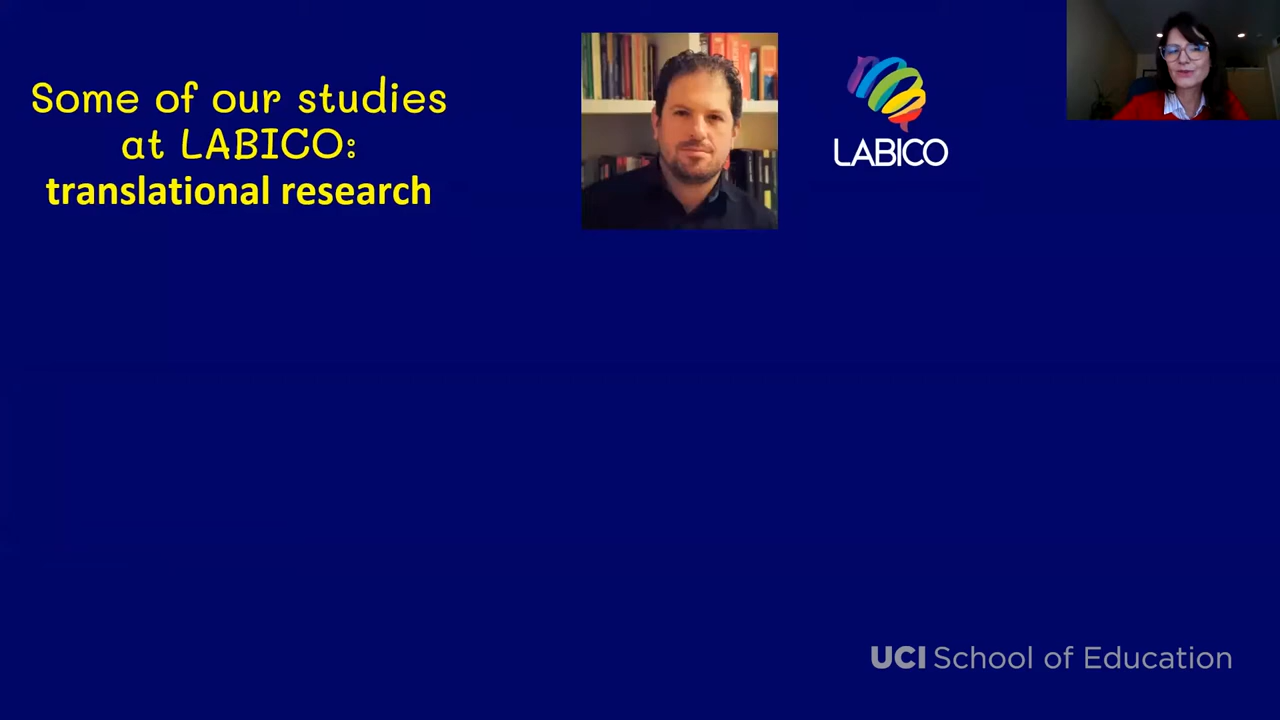 Some of our studies
at LABICO:
translational research
LABICO
UCI School of Education